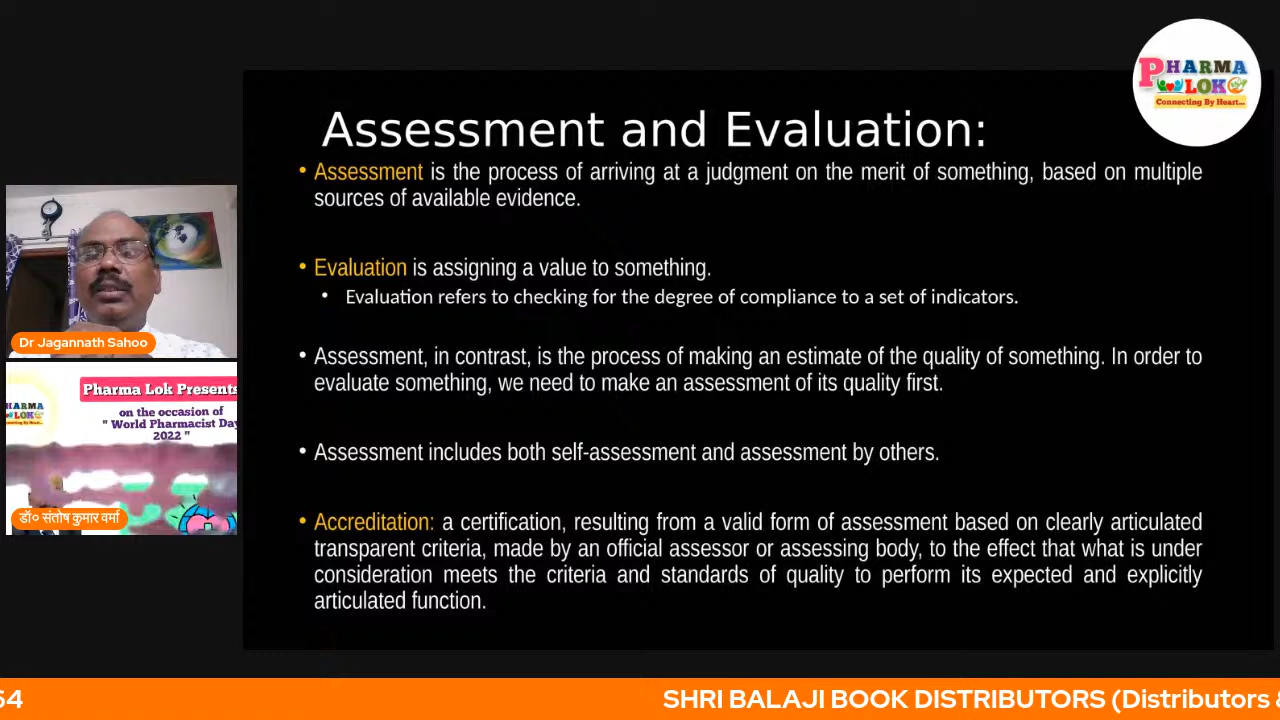 PHARMA
LOK
Connecting By Heart...
Assessment and Evaluation:
• Assessment is the process of arriving at a judgment on the merit of something, based on multiple
sources of available evidence.
• Evaluation is assigning a value to something.
• Evaluation refers to checking for the degree of compliance to a set of indicators.
• Assessment, in contrast, is the process of making an estimate of the quality of something. In order to
evaluate something, we need to make an assessment of its quality first.
• Assessment includes both self-assessment and assessment by others.
• Accreditation: a certification, resulting from a valid form of assessment based on clearly articulated
transparent criteria, made by an official assessor or assessing body, to the effect that what is under
consideration meets the criteria and standards of quality to perform its expected and explicitly
articulated function.
Dr Jagannath Sahoo
Pharma Lok Presents
on the occasion of
" World Pharmacist Day
2022 "
HARMA
LOK
डॉ० संतोष कुमार वर्मा
64
SHRI BALAJI BOOK DISTRIBUTORS (Distributors &